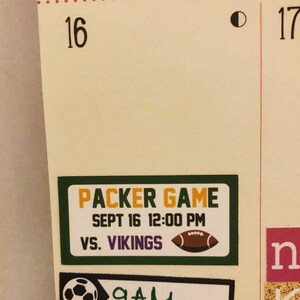 16
17
PACKER GAME
SEPT 16 12:00 PM
VS. VIKINGS
9AM
n